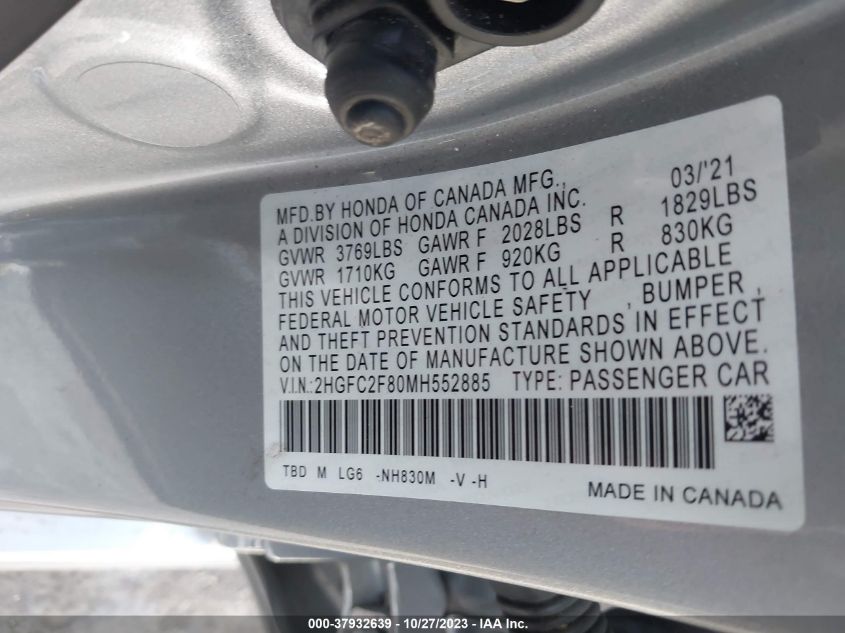 MFD.BY HONDA OF CANADA MFG., 03/'21
A DIVISION OF HONDA CANADA INC.
GVWR 3769LBS GAWR F 2028LBS R 1829LBS
GVWR 1710KG GAWR F 920KG R 830KG
THIS VEHICLE CONFORMS TO ALL APPLICABLE
FEDERAL MOTOR VEHICLE SAFETY , BUMPER ,
AND THEFT PREVENTION STANDARDS IN EFFECT
ON THE DATE OF MANUFACTURE SHOWN ABOVE.
V.I.N.:2HGFC2F80MH552885 TYPE: PASSENGER CAR
TBD M LG6 -NH830M -V -H
MADE IN CANADA
000-37932639 - 10/27/2023 - IAA Inc.